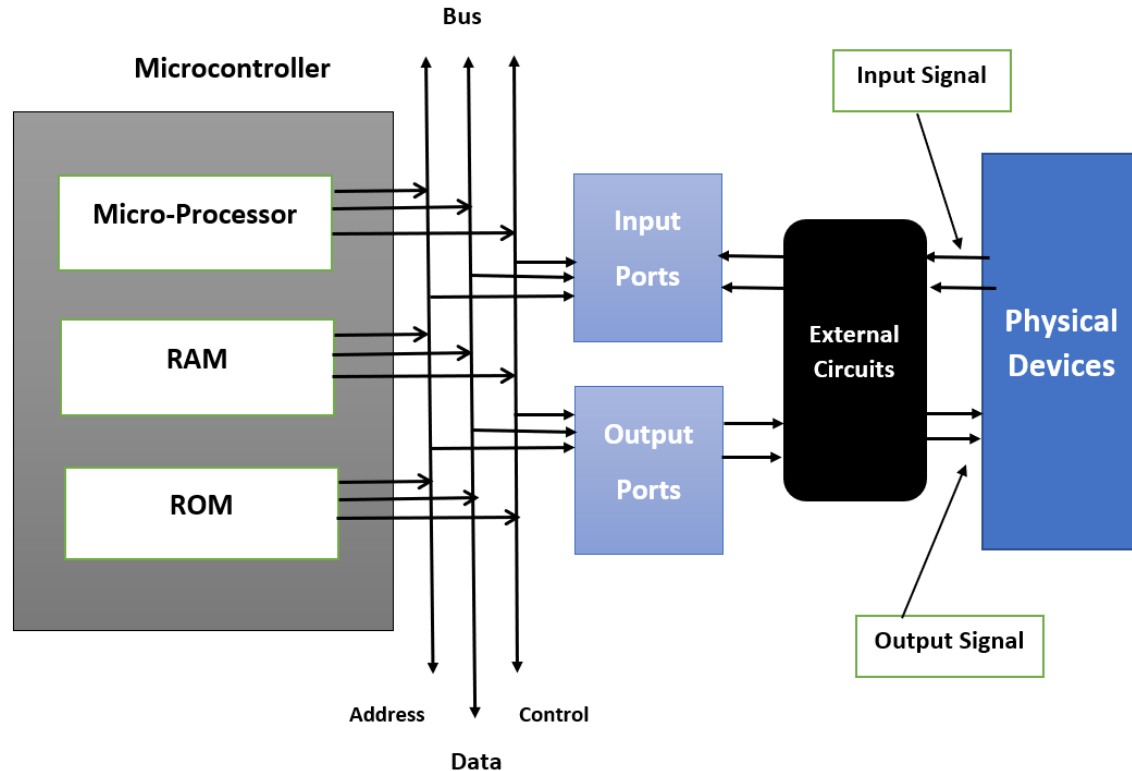 Bus
Microcontroller
Input Signal
Micro-Processor
Input
Ports
RAM
External
Circuits
Physical
Devices
Output
Ports
ROM
Output Signal
Address
Control
Data